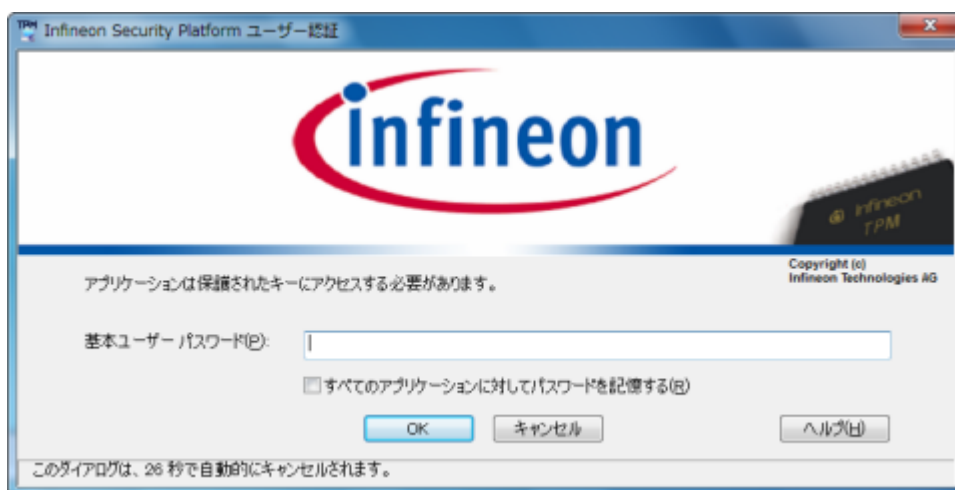 TPM Infineon Security Platform ユーザー認証
infineon
Infineon
TPM
Copyright (c)
Infineon Technologies AG
アプリケーションは保護されたキーにアクセスする必要があります。
基本ユーザー パスワード(P):
すべてのアプリケーションに対してパスワードを記憶する(R)
OK キャンセル ヘルプ(H)
このダイアログは、26 秒で自動的にキャンセルされます。